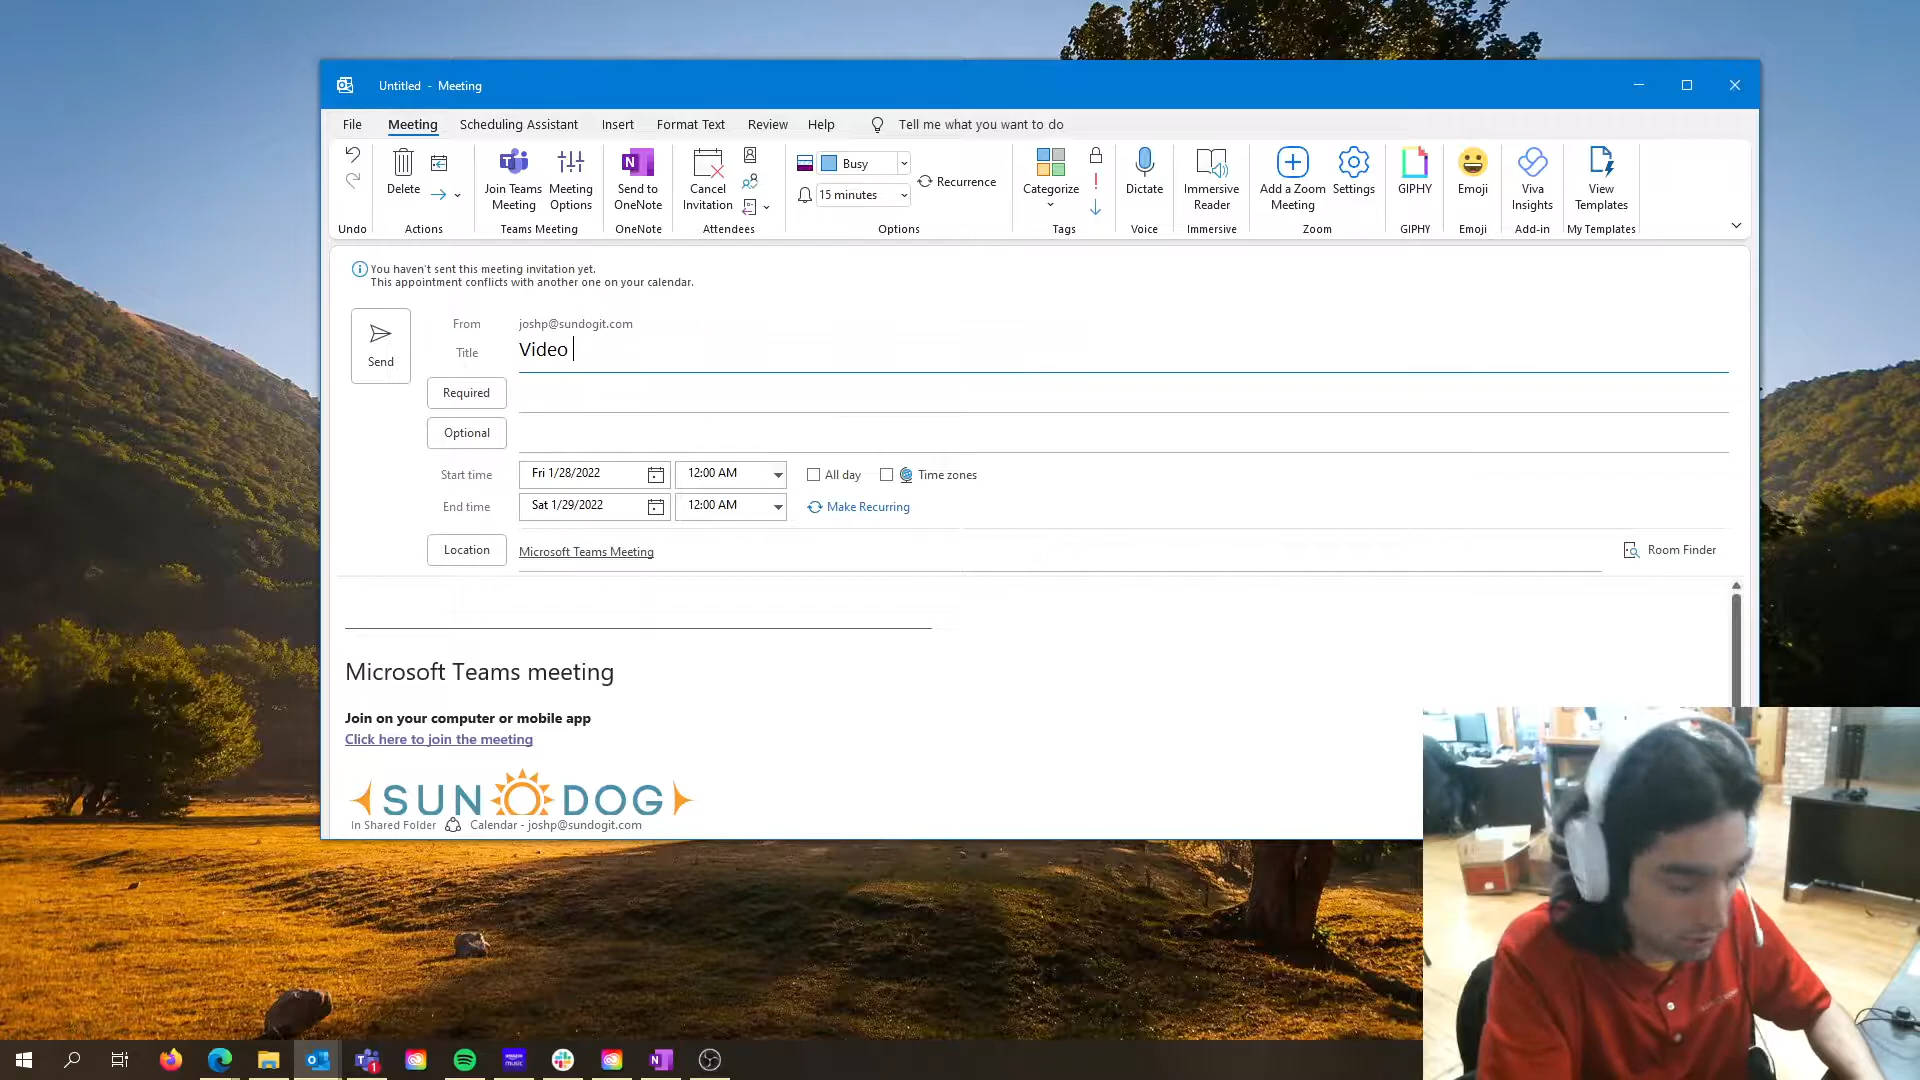 Untitled - Meeting
File Meeting Scheduling Assistant Insert Format Text Review Help Tell me what you want to do
Busy
15 minutes
Recurrence
Delete
Join Teams Meeting
Meeting Options
Send to OneNote
Cancel Invitation
Categorize
Dictate
Immersive Reader
Add a Zoom Meeting
Settings
GIPHY
Emoji
Viva Insights
View Templates
Undo Actions Teams Meeting OneNote Attendees Options Tags Voice Immersive Zoom GIPHY Emoji Add-in My Templates
You haven't sent this meeting invitation yet.
This appointment conflicts with another one on your calendar.
Send
From joshp@sundogit.com
Title Video
Required
Optional
Start time Fri 1/28/2022 12:00 AM All day Time zones
End time Sat 1/29/2022 12:00 AM Make Recurring
Location Microsoft Teams Meeting Room Finder
Microsoft Teams meeting
Join on your computer or mobile app
Click here to join the meeting
SUN DOG
In Shared Folder Calendar - joshp@sundogit.com